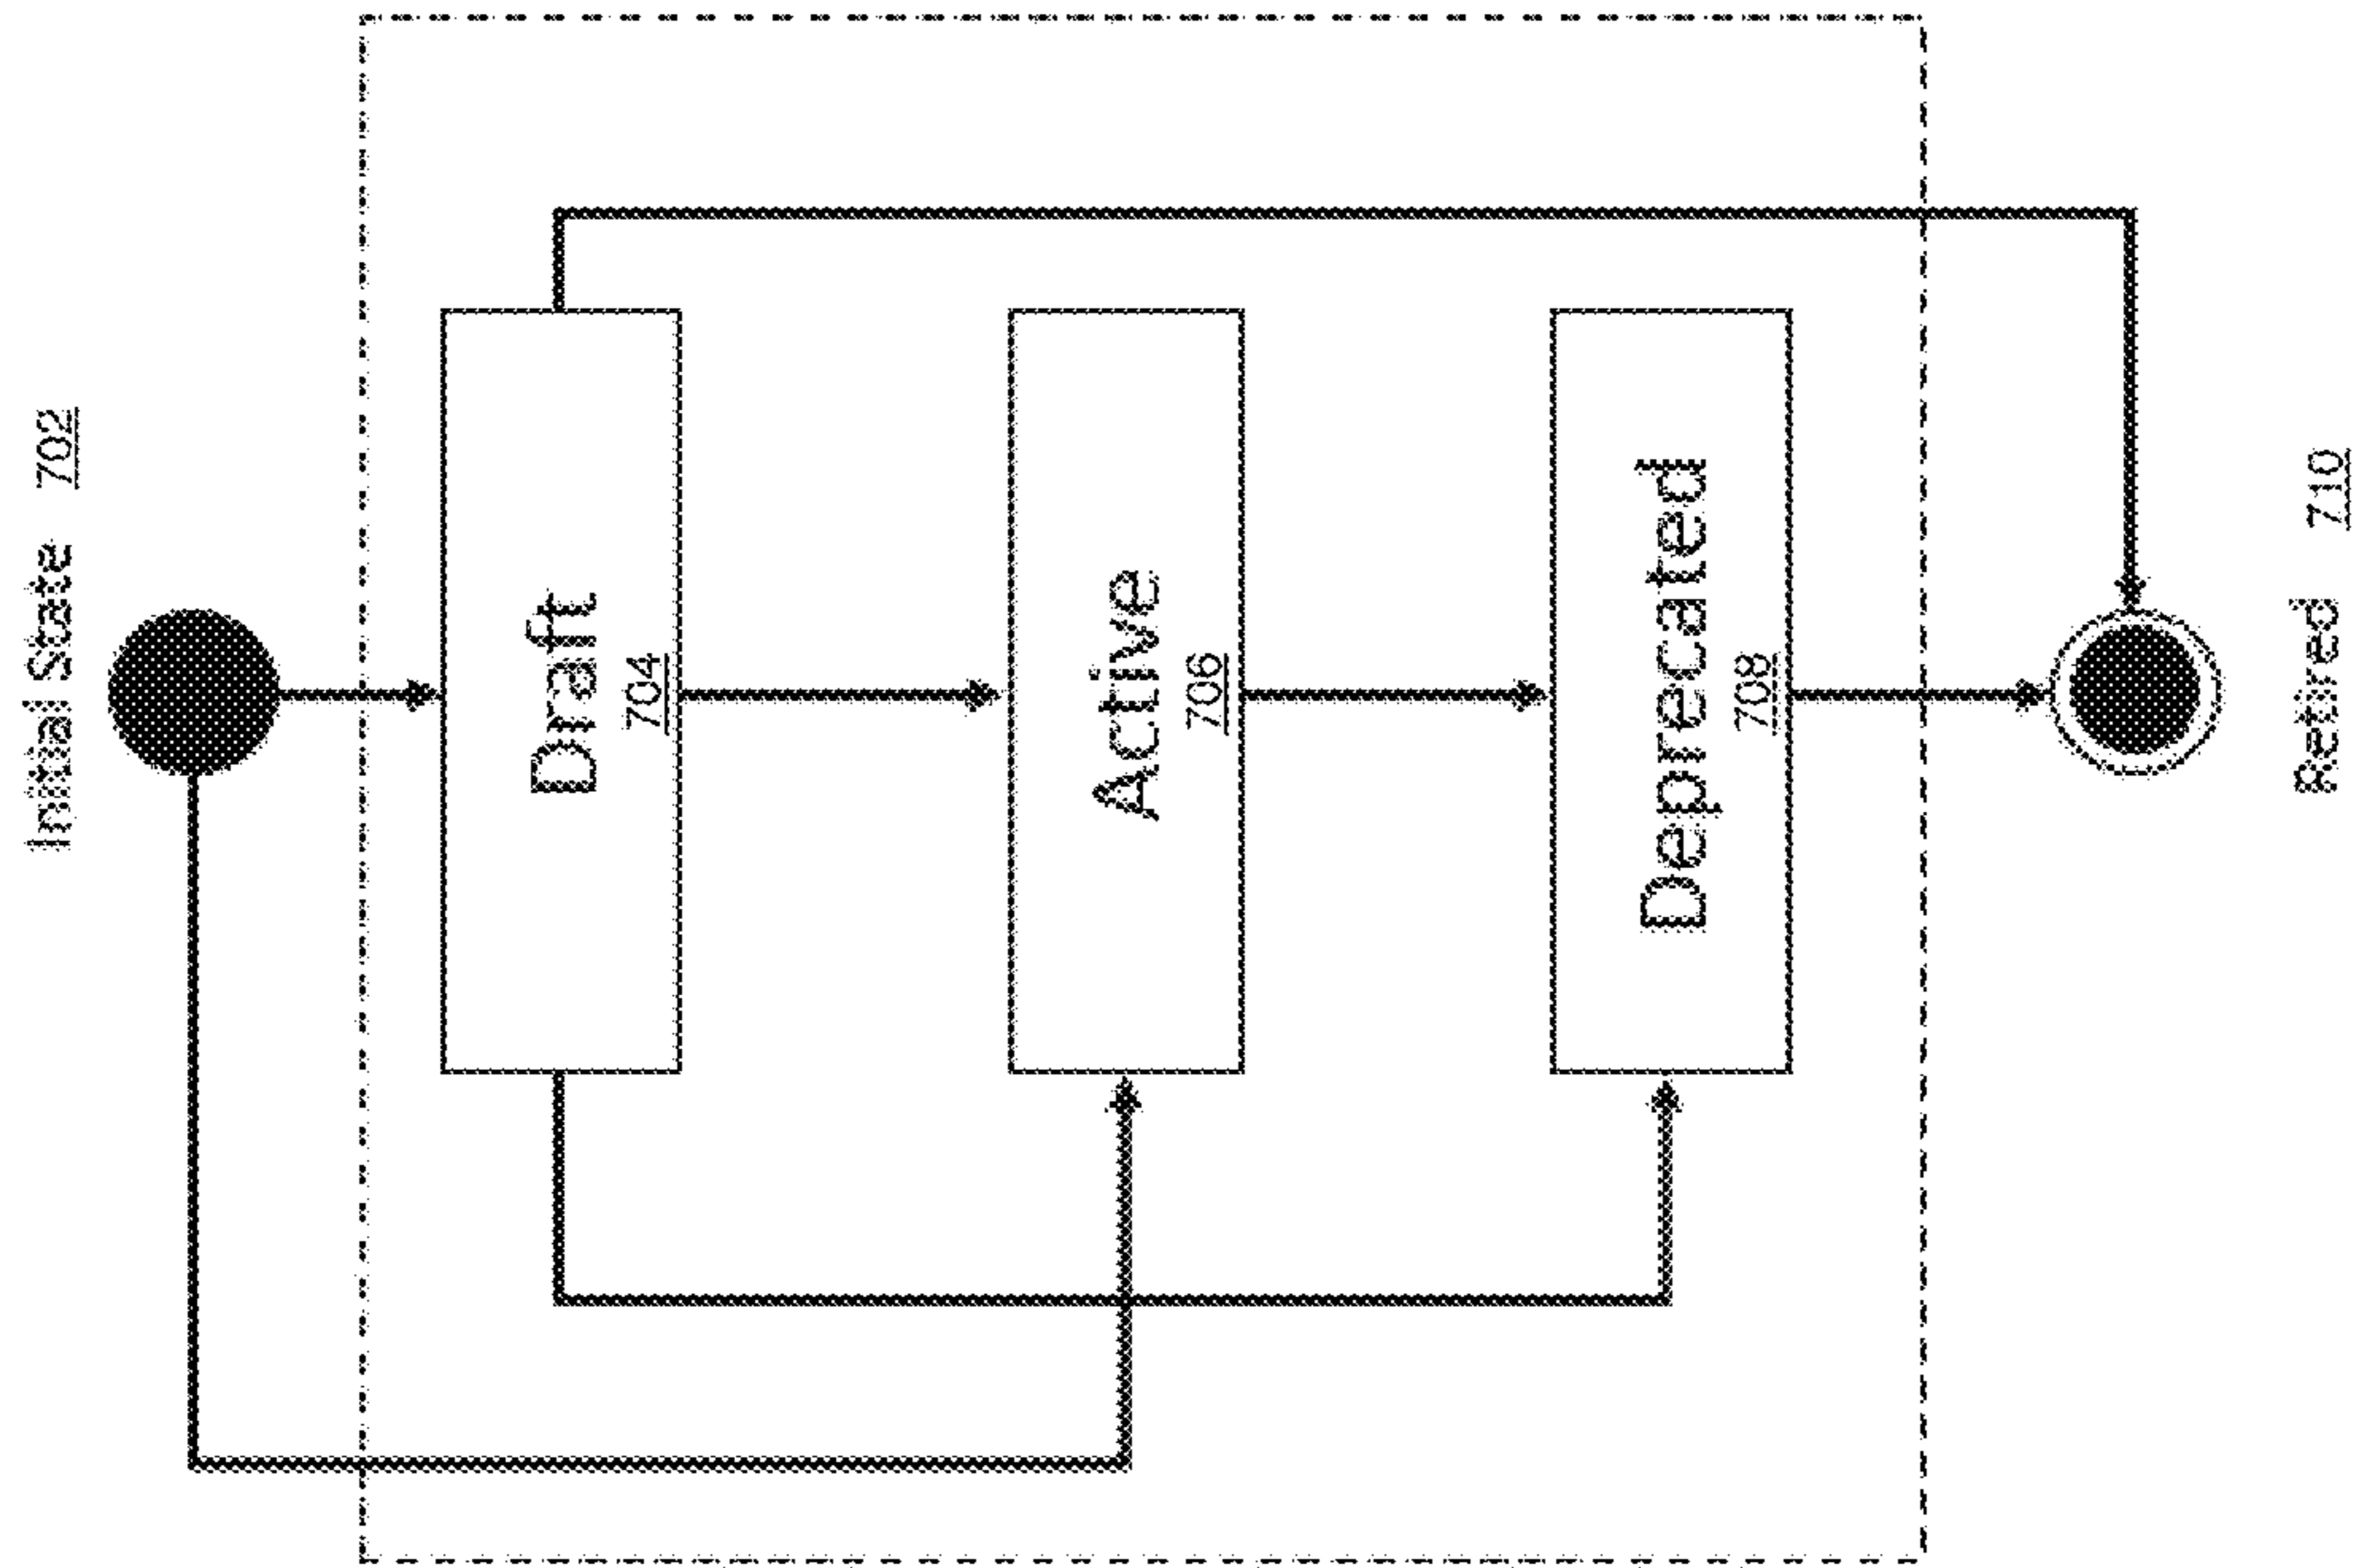 Initial State 702
Draft
704
Active
706
Deprecated
708
Retired 710